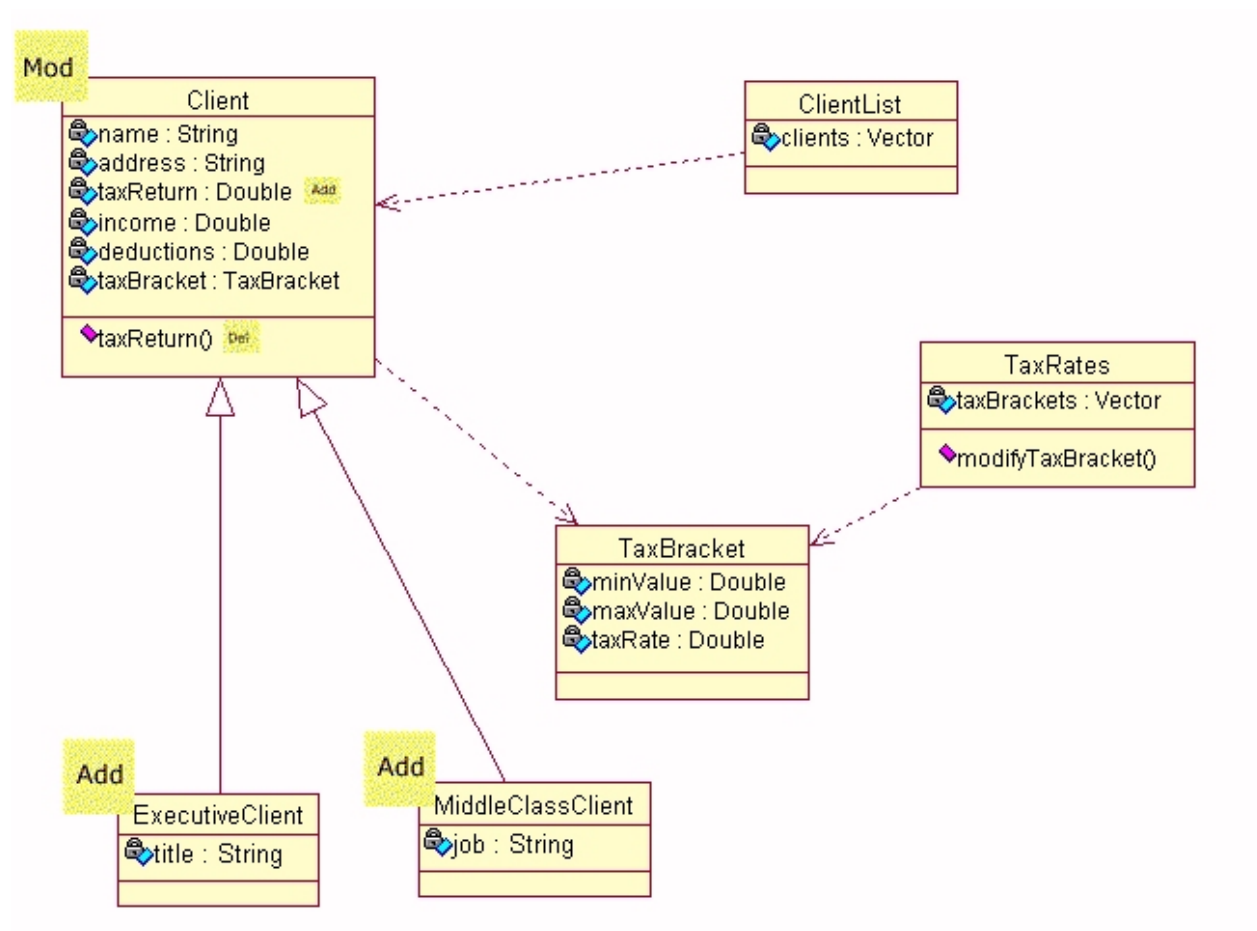 Mod
Client
name : String
address : String
taxReturn : Double Add
income : Double
deductions : Double
taxBracket : TaxBracket
taxReturn() Del
ClientList
clients : Vector
TaxRates
taxBrackets : Vector
modifyTaxBracket()
TaxBracket
minValue : Double
maxValue : Double
taxRate : Double
Add
ExecutiveClient
title : String
Add
MiddleClassClient
job : String